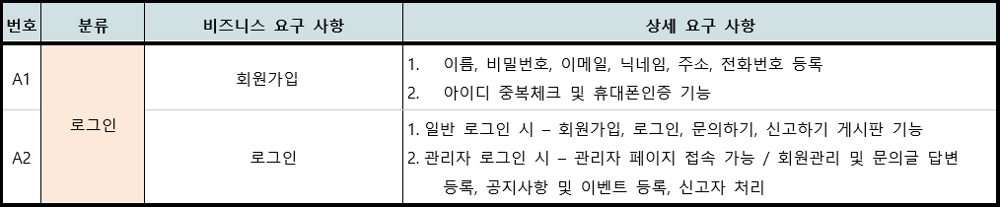 번호 분류 비즈니스 요구 사항 상세 요구 사항
A1 로그인 회원가입 1. 이름, 비밀번호, 이메일, 닉네임, 주소, 전화번호 등록
2. 아이디 중복체크 및 휴대폰인증 기능
A2 로그인 1. 일반 로그인 시 – 회원가입, 로그인, 문의하기, 신고하기 게시판 기능
2. 관리자 로그인 시 – 관리자 페이지 접속 가능 / 회원관리 및 문의글 답변
등록, 공지사항 및 이벤트 등록, 신고자 처리